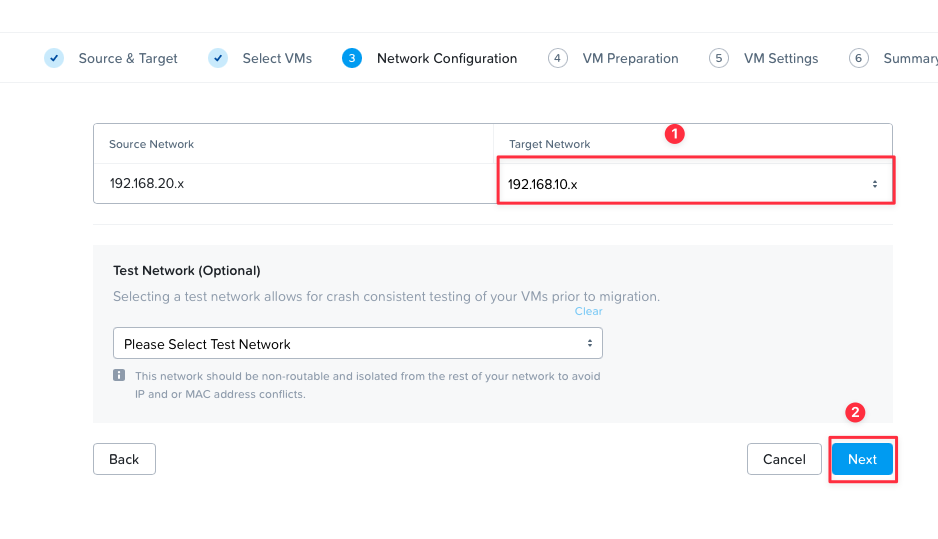 Source & Target
Select VMs
3 Network Configuration
4 VM Preparation
5 VM Settings
6 Summary
1
Source Network
Target Network
192.168.20.x
192.168.10.x
Test Network (Optional)
Selecting a test network allows for crash consistent testing of your VMs prior to migration.
Clear
Please Select Test Network
This network should be non-routable and isolated from the rest of your network to avoid
IP and or MAC address conflicts.
2
Back
Cancel
Next